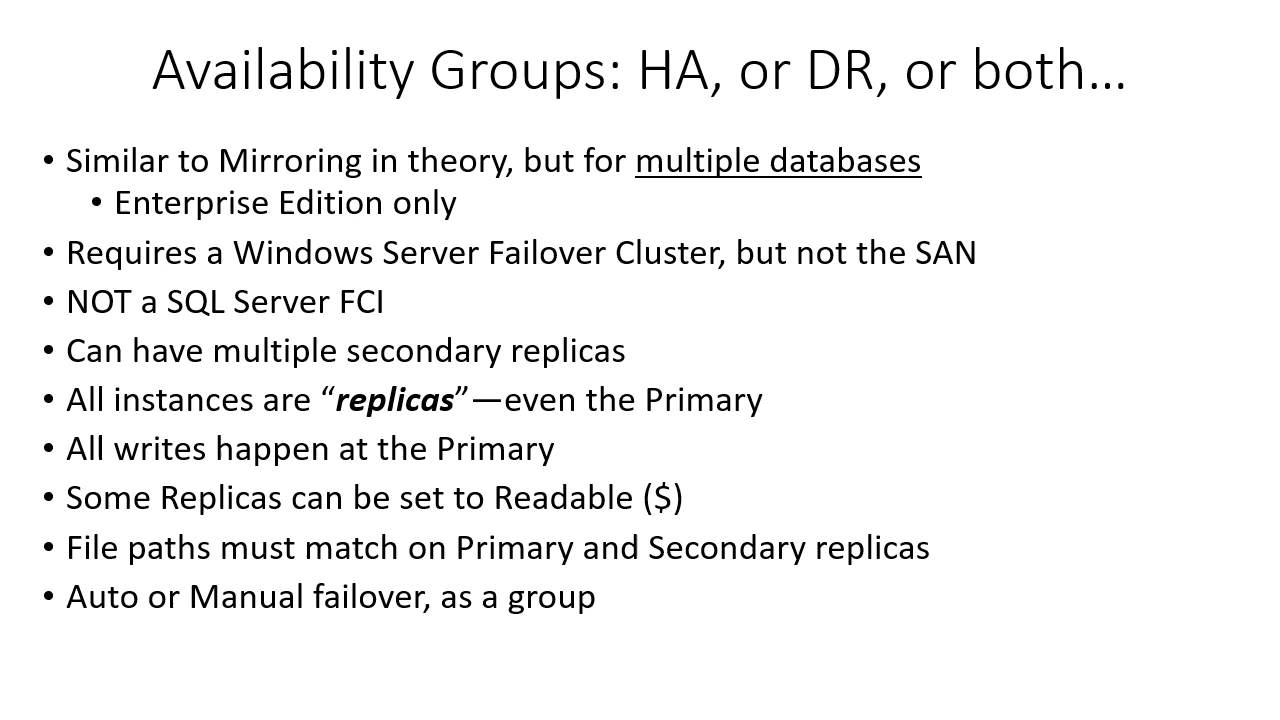 Availability Groups: HA, or DR, or both…
• Similar to Mirroring in theory, but for multiple databases
• Enterprise Edition only
• Requires a Windows Server Failover Cluster, but not the SAN
• NOT a SQL Server FCI
• Can have multiple secondary replicas
• All instances are “replicas”—even the Primary
• All writes happen at the Primary
• Some Replicas can be set to Readable ($)
• File paths must match on Primary and Secondary replicas
• Auto or Manual failover, as a group